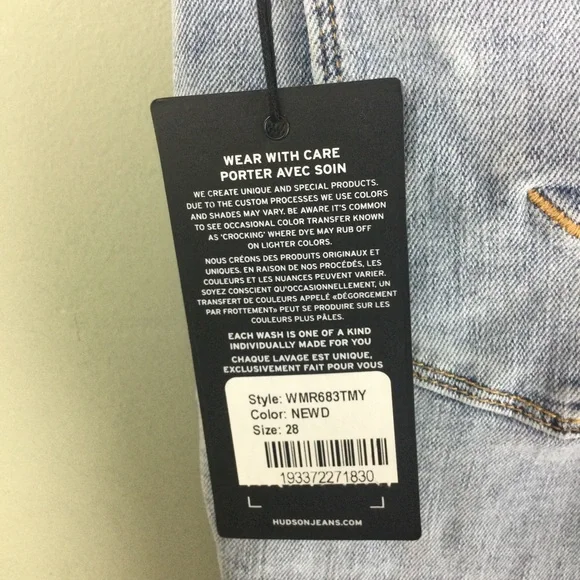 WEAR WITH CARE
PORTER AVEC SOIN
WE CREATE UNIQUE AND SPECIAL PRODUCTS.
DUE TO THE CUSTOM PROCESSES WE USE COLORS
AND SHADES MAY VARY. BE AWARE IT'S COMMON
TO SEE OCCASIONAL COLOR TRANSFER KNOWN
AS 'CROCKING' WHERE DYE MAY RUB OFF
ON LIGHTER COLORS.
NOUS CRÉONS DES PRODUITS ORIGINAUX ET
UNIQUES. EN RAISON DE NOS PROCÉDÉS, LES
COULEURS ET LES NUANCES PEUVENT VARIER.
SOYEZ CONSCIENT QU'OCCASIONNELLEMENT, UN
TRANSFERT DE COULEURS APPELÉ «DÉGORGEMENT
PAR FROTTEMENT» PEUT SE PRODUIRE SUR LES
COULEURS PLUS PÂLES.
EACH WASH IS ONE OF A KIND
INDIVIDUALLY MADE FOR YOU
CHAQUE LAVAGE EST UNIQUE,
EXCLUSIVEMENT FAIT POUR VOUS
Style: WMR683TMY
Color: NEWD
Size: 28
193372271830
HUDSONJEANS.COM